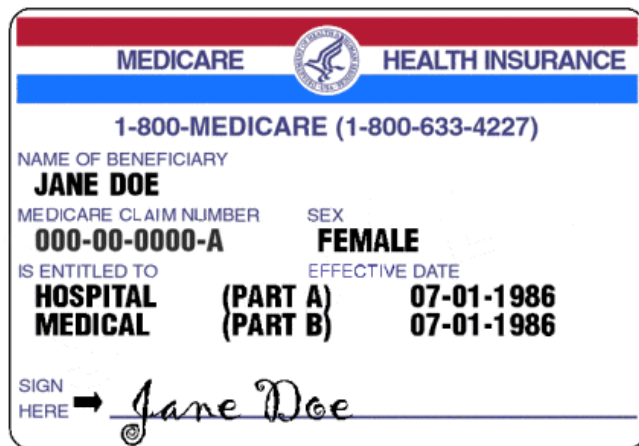 MEDICARE HEALTH INSURANCE
1-800-MEDICARE (1-800-633-4227)
NAME OF BENEFICIARY
JANE DOE
MEDICARE CLAIM NUMBER SEX
000-00-0000-A FEMALE
IS ENTITLED TO EFFECTIVE DATE
HOSPITAL (PART A) 07-01-1986
MEDICAL (PART B) 07-01-1986
SIGN
HERE Jane Doe